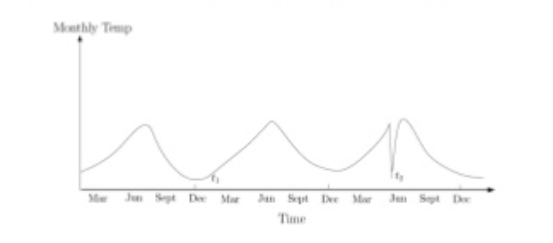 Monthly Temp
t₁
t₂
Mar Jun Sept Dec Mar Jun Sept Dec Mar Jun Sept Dec
Time